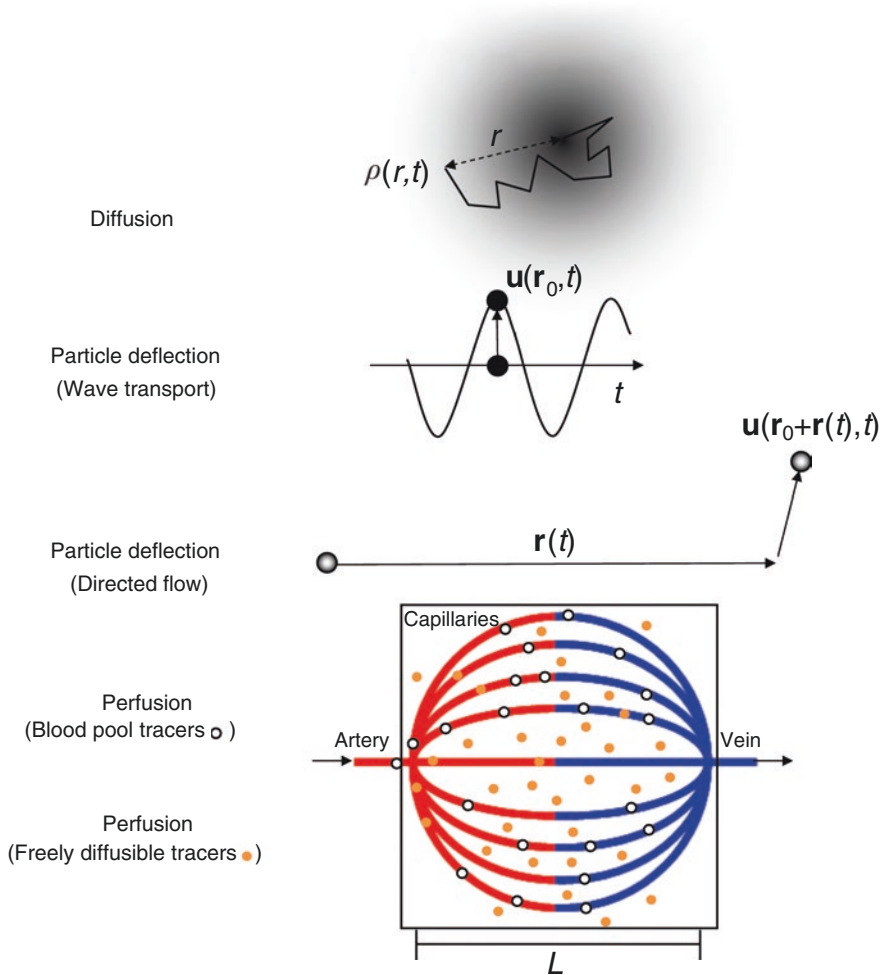 r
ρ(r,t)
Diffusion
u(r₀,t)
Particle deflection
(Wave transport)
t
u(r₀+r(t),t)
r(t)
Particle deflection
(Directed flow)
Capillaries
Perfusion
(Blood pool tracers )
Artery
Vein
Perfusion
(Freely diffusible tracers )
L